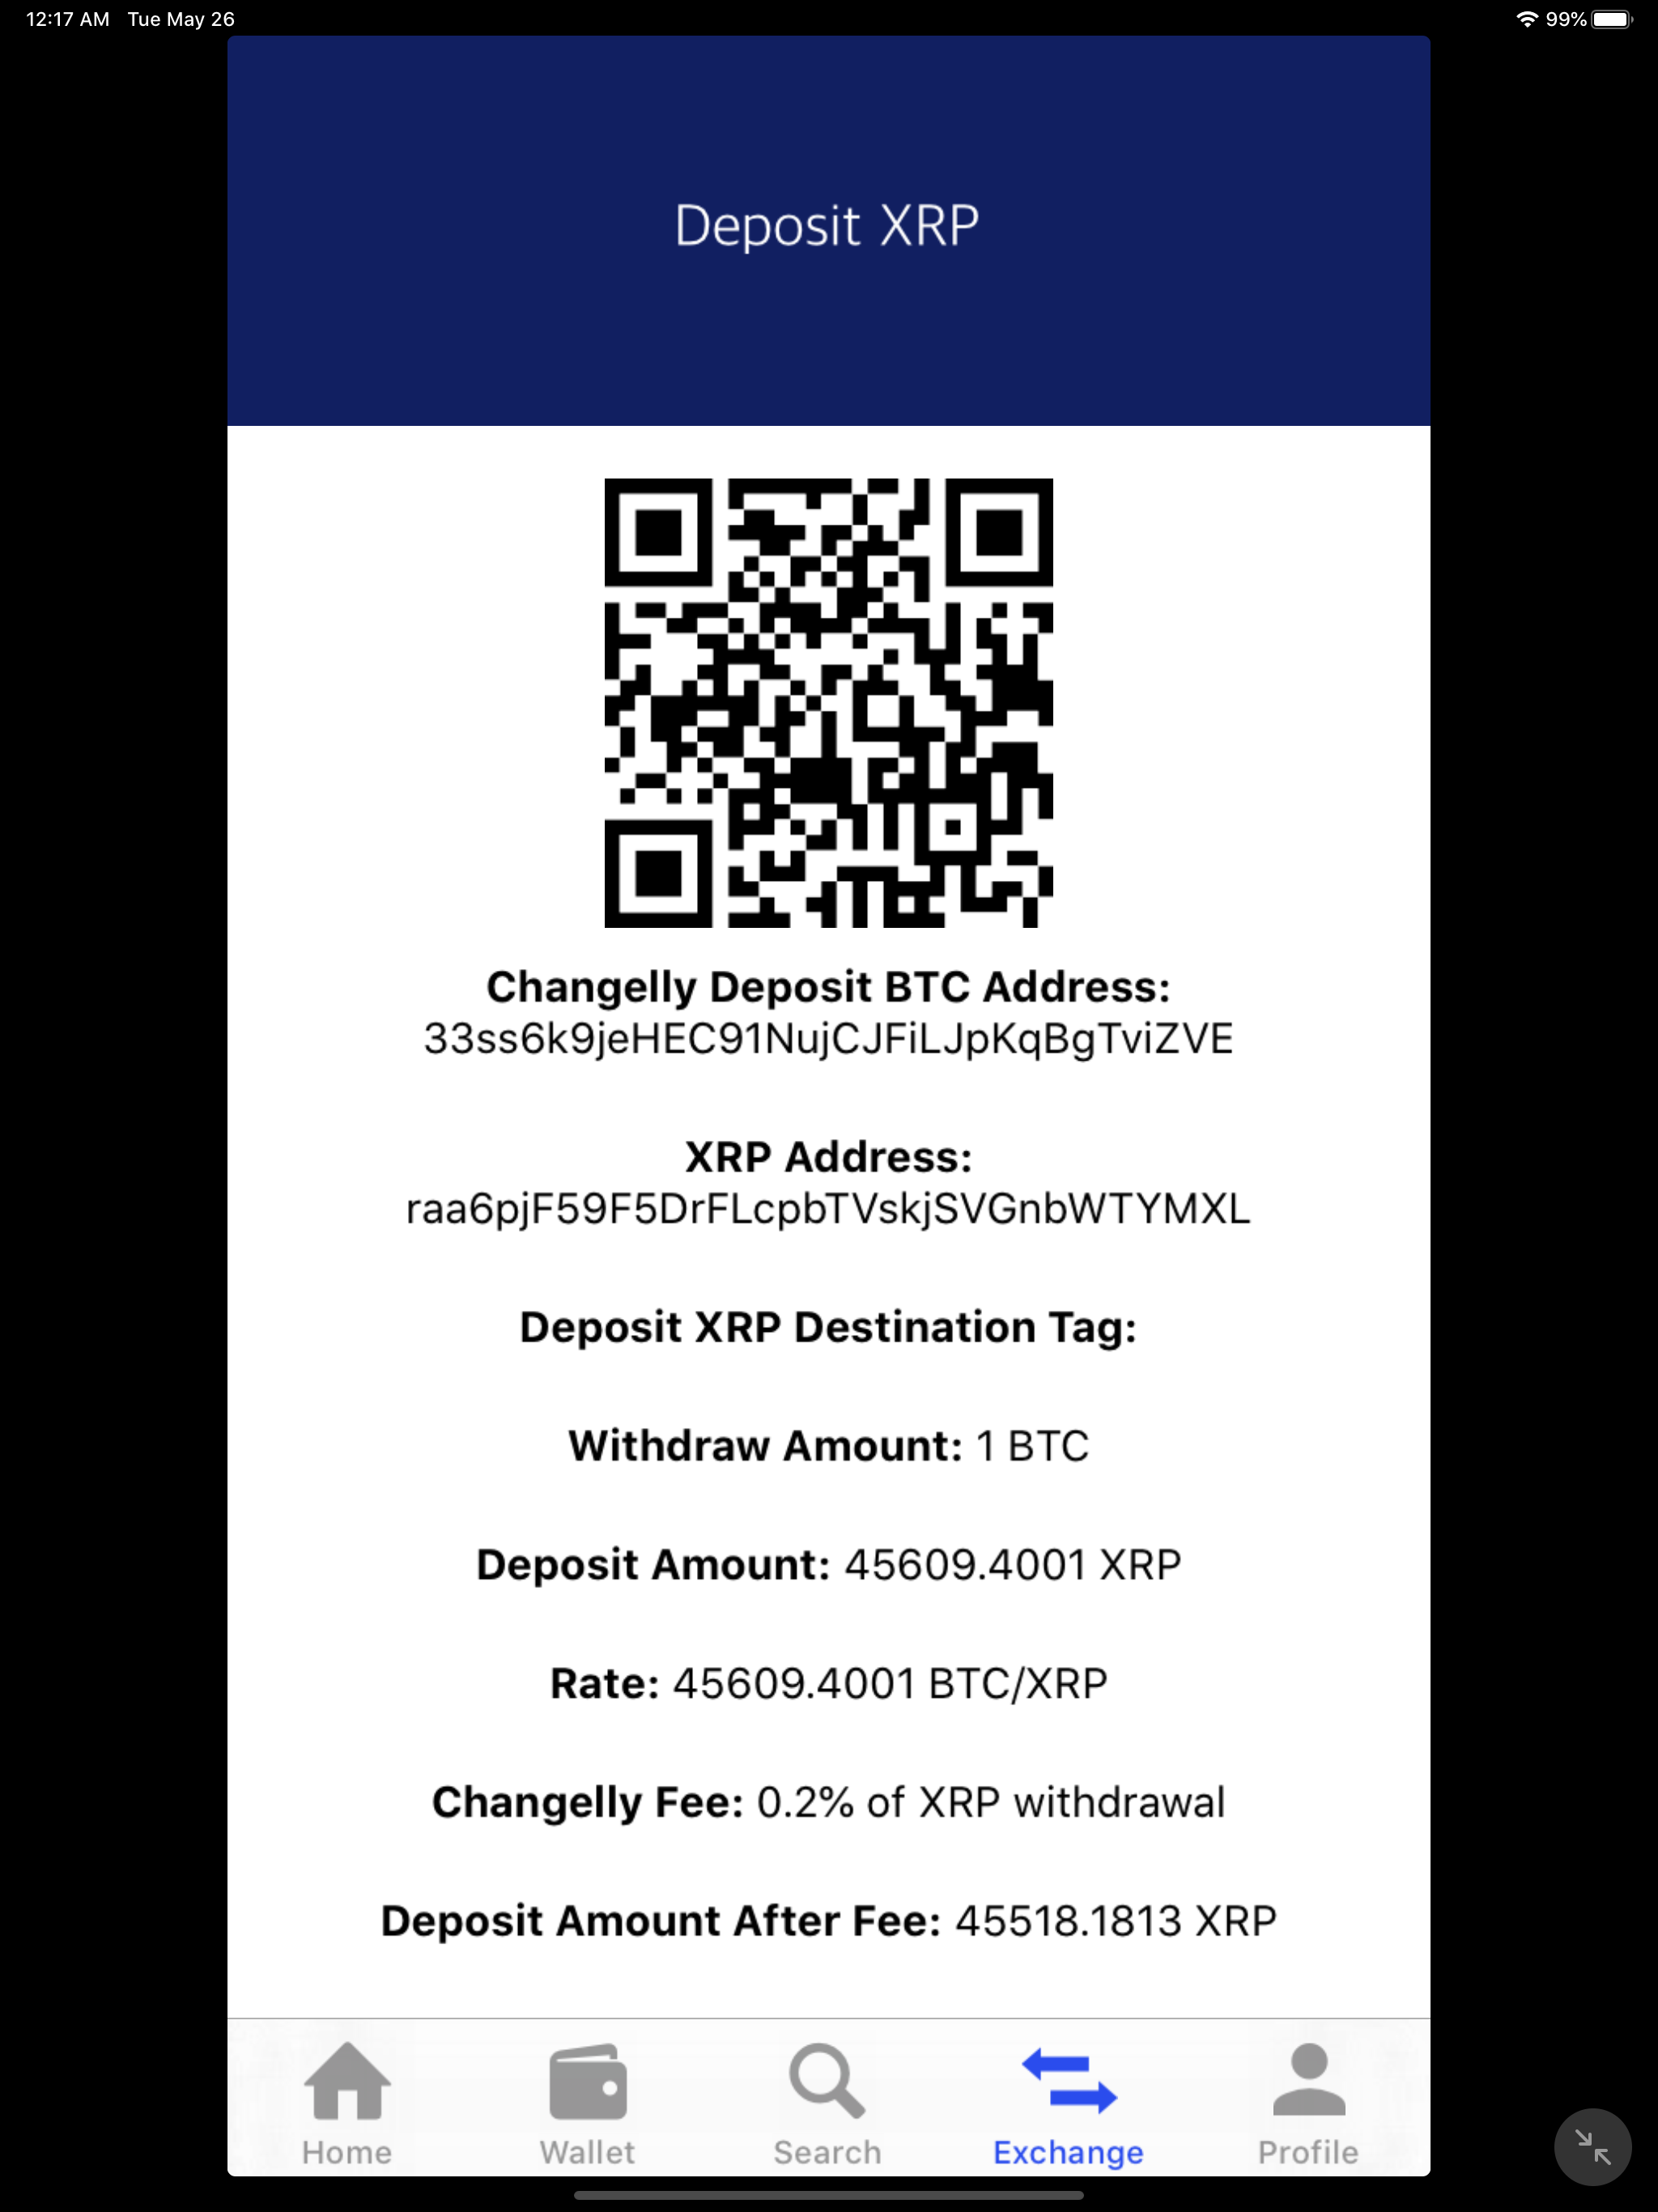 12:17 AM Tue May 26
99%
Deposit XRP
Changelly Deposit BTC Address:
33ss6k9jeHEC91NujCJFiLJpKqBgTviZVE
XRP Address:
raa6pjF59F5DrFLcpbTVskjSVGnbWTYMXL
Deposit XRP Destination Tag:
Withdraw Amount: 1 BTC
Deposit Amount: 45609.4001 XRP
Rate: 45609.4001 BTC/XRP
Changelly Fee: 0.2% of XRP withdrawal
Deposit Amount After Fee: 45518.1813 XRP
Home Wallet Search Exchange Profile